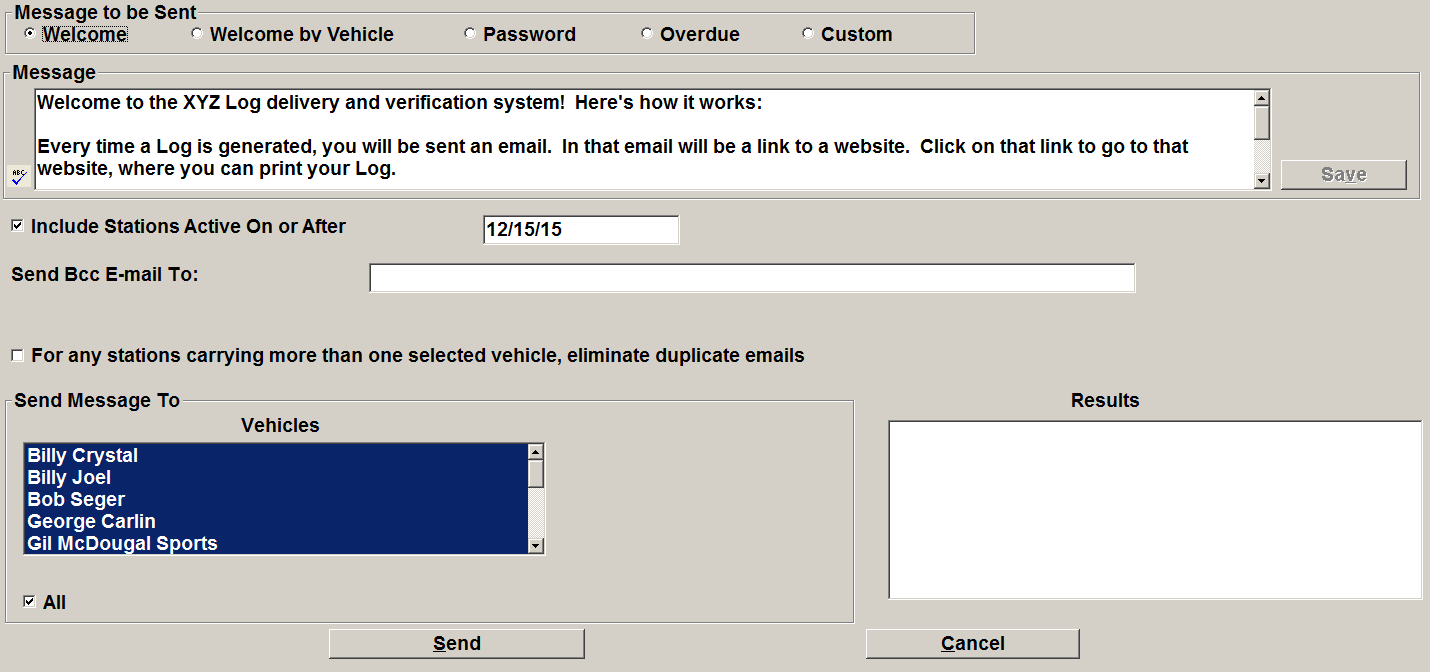 Message to be Sent
Welcome Welcome by Vehicle Password Overdue Custom
Message
Welcome to the XYZ Log delivery and verification system!  Here's how it works:
Every time a Log is generated, you will be sent an email.  In that email will be a link to a website.  Click on that link to go to that
website, where you can print your Log.
ABC
Save
Include Stations Active On or After 12/15/15
Send Bcc E-mail To:
For any stations carrying more than one selected vehicle, eliminate duplicate emails
Send Message To
Vehicles
Billy Crystal
Billy Joel
Bob Seger
George Carlin
Gil McDougal Sports
All
Results
Send Cancel